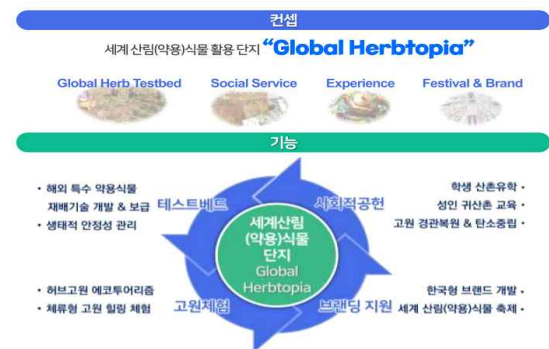 컨셉
세계 산림(약용)식물 활용 단지 “Global Herbtopia”
Global Herb Testbed
Social Service
Experience
Festival & Brand
기능
• 해외 특수 약용식물
재배기술 개발 & 보급
• 생태적 안정성 관리
테스트베드
사회적공헌
학생 산촌유학 •
성인 귀산촌 교육 •
고원 경관복원 & 탄소중립 •
세계산림
(약용)식물
단지
Global
Herbtopia
• 허브고원 에코투어리즘
• 체류형 고원 힐링 체험
고원체험
브랜딩 지원
한국형 브랜드 개발 •
세계 산림(약용)식물 축제 •